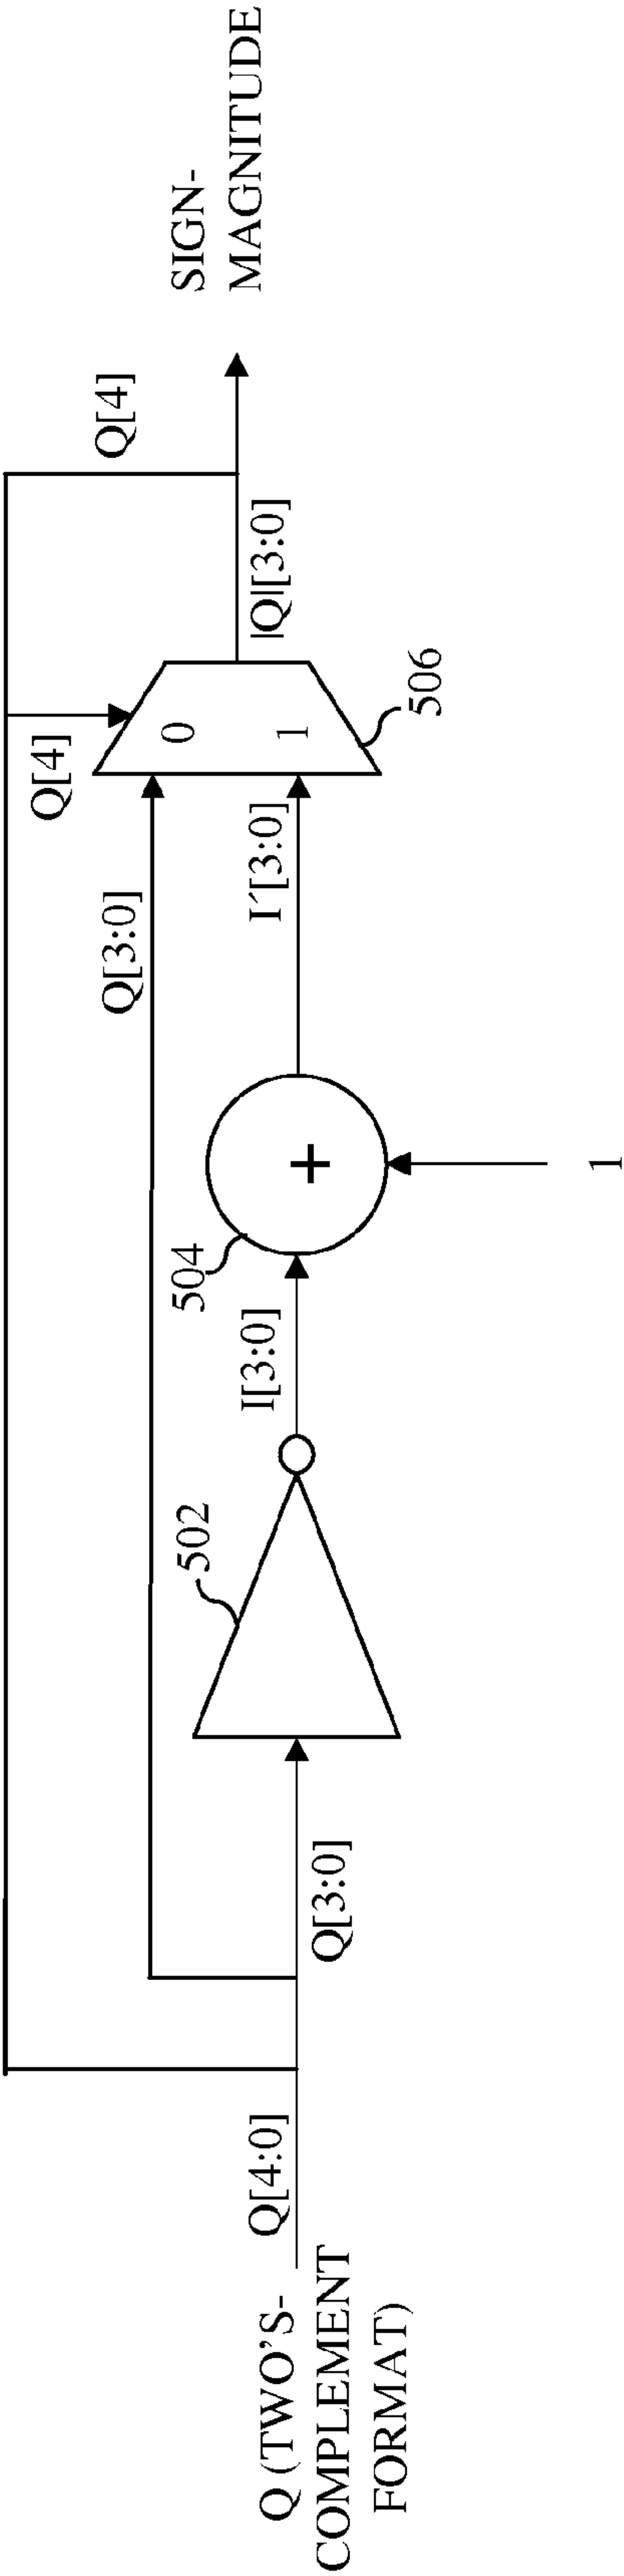 Q (TWO'S-
COMPLEMENT
FORMAT)
Q[4:0]
Q[3:0]
502
I[3:0]
504
+
1
Q[3:0]
I´[3:0]
Q[4]
0
1
506
|Q|[3:0]
Q[4]
SIGN-
MAGNITUDE